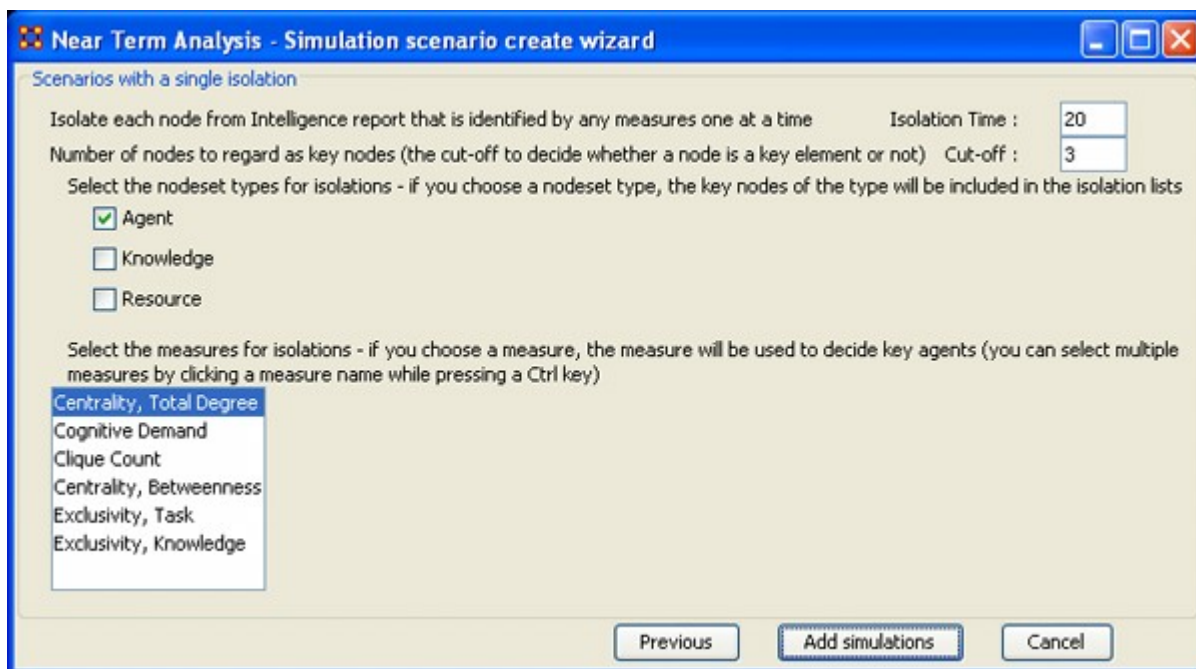 Near Term Analysis - Simulation scenario create wizard
Scenarios with a single isolation
Isolate each node from Intelligence report that is identified by any measures one at a time Isolation Time : 20
Number of nodes to regard as key nodes (the cut-off to decide whether a node is a key element or not) Cut-off : 3
Select the nodeset types for isolations - if you choose a nodeset type, the key nodes of the type will be included in the isolation lists
Agent
Knowledge
Resource
Select the measures for isolations - if you choose a measure, the measure will be used to decide key agents (you can select multiple
measures by clicking a measure name while pressing a Ctrl key)
Centrality, Total Degree
Cognitive Demand
Clique Count
Centrality, Betweenness
Exclusivity, Task
Exclusivity, Knowledge
Previous Add simulations Cancel